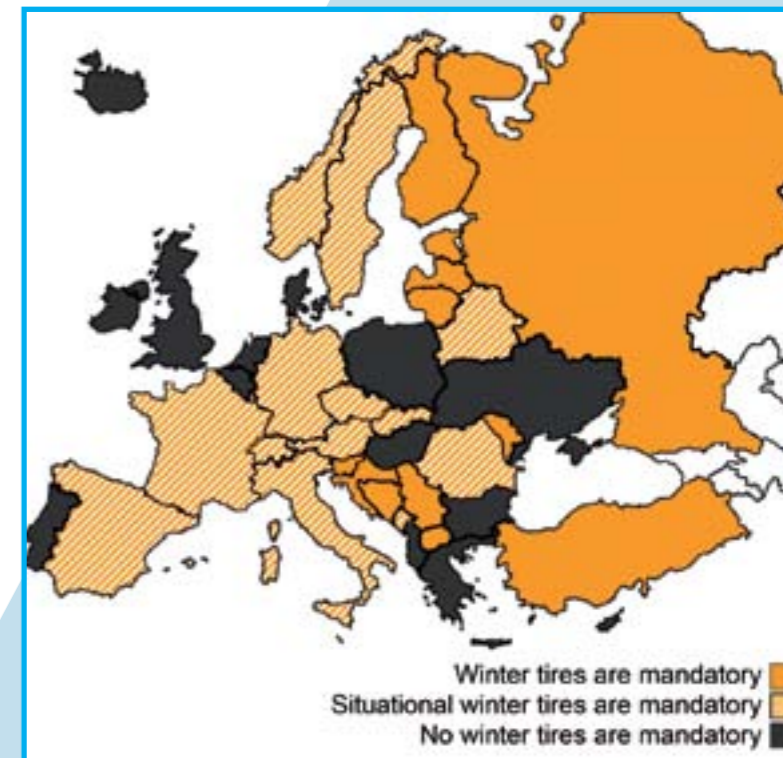 Winter tires are mandatory
Situational winter tires are mandatory
No winter tires are mandatory